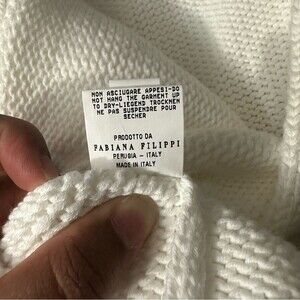 NON ASCIUGARE APPESI-DO
NOT HANG THE GARMENT UP
TO DRY-LIEGEND TROCKNEN
NE PAS SUSPENDRE POUR
SECHER
PRODOTTO DA
FABIANA FILIPPI
PERUGIA - ITALY
MADE IN ITALY